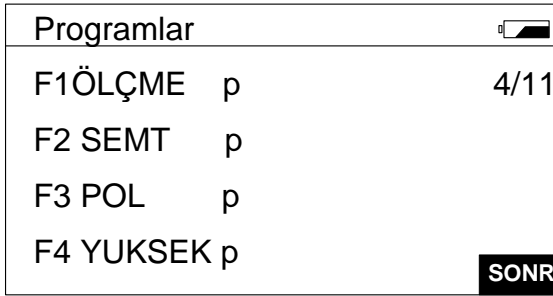 Programlar
F1ÖLÇME p 4/11
F2 SEMT p
F3 POL p
F4 YUKSEK p
SONR